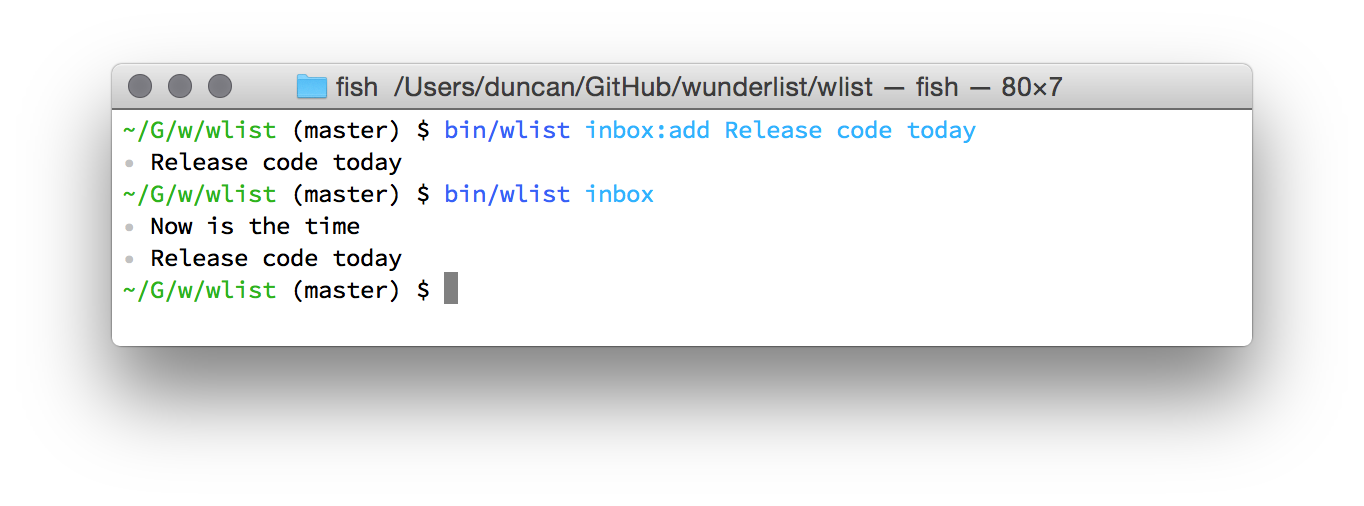 fish /Users/duncan/GitHub/wunderlist/wlist — fish — 80×7
~/G/w/wlist (master) $ bin/wlist inbox:add Release code today
• Release code today
~/G/w/wlist (master) $ bin/wlist inbox
• Now is the time
• Release code today
~/G/w/wlist (master) $